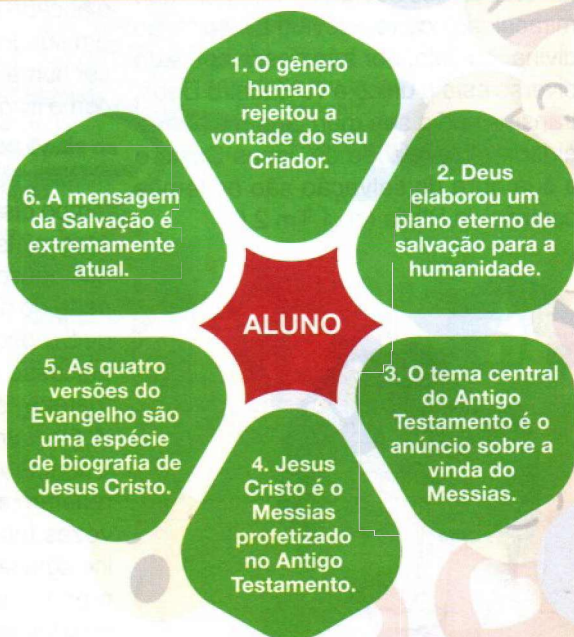 1. O gênero
humano
rejeitou a
vontade do seu
Criador.
2. Deus
elaborou um
plano eterno de
salvação para a
humanidade.
3. O tema central
do Antigo
Testamento é o
anúncio sobre a
vinda do
Messias.
4. Jesus
Cristo é o
Messias
profetizado
no Antigo
Testamento.
5. As quatro
versões do
Evangelho são
uma espécie
de biografia de
Jesus Cristo.
6. A mensagem
da Salvação é
extremamente
atual.
ALUNO